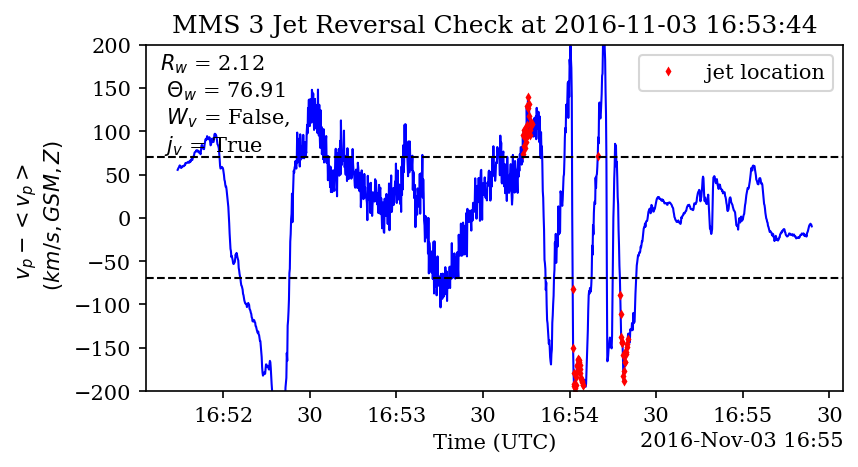 MMS 3 Jet Reversal Check at 2016-11-03 16:53:44
R_w = 2.12
Θ_w = 76.91
W_v = False,
j_v = True
jet location
200
150
100
50
0
−50
−100
−150
−200
v_p − < v_p >
(km/s, GSM, Z)
16:52 30 16:53 30 16:54 30 16:55 30
Time (UTC)
2016-Nov-03 16:55